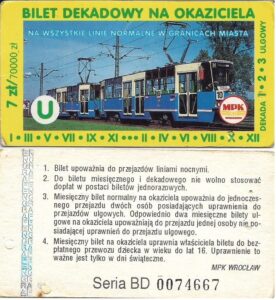 BILET DEKADOWY NA OKAZICIELA
NA WSZYSTKIE LINIE NORMALNE W GRANICACH MIASTA
7 zł/70000 zł
DEKADA 1 • 2 • 3 ULGOWY
U
MPK
I • III • V • VII • IX • XI • • • II • IV • VI • VIII • X • XII
1. Bilet upoważnia do przejazdów liniami nocnymi.
2. Do biletu miesięcznego i dekadowego nie wolno stosować
dopłat w postaci biletów jednorazowych.
3. Miesięczny bilet normalny na okaziciela upoważnia do jednoczes-
nego przejazdu dwóch osób posiadających uprawnienia do
przejazdów ulgowych. Odpowiednio dwa miesięczne bilety ul-
gowe na okaziciela upoważniają do przejazdu jednej osoby nie po-
siadającej uprawnień do przejazdu ulgowego.
4. Miesięczny bilet na okaziciela uprawnia właściciela biletu do bez-
płatnego przewozu dziecka w wieku do lat 16. Uprawnienie to
ważne jest tylko w dni świąteczne.
MPK WROCŁAW
Seria BD 0074667